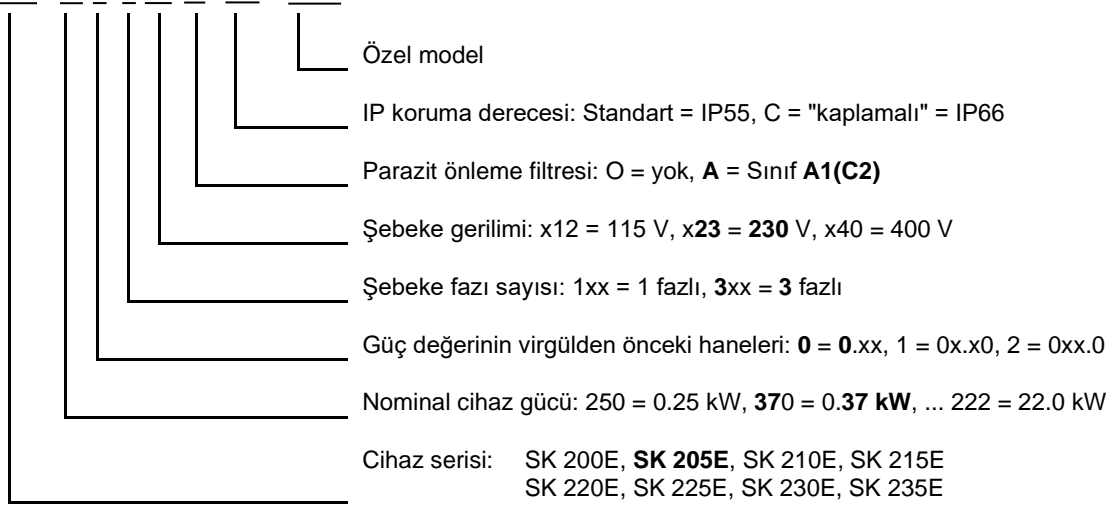 Özel model
IP koruma derecesi: Standart = IP55, C = "kaplamalı" = IP66
Parazit önleme filtresi: O = yok, A = Sınıf A1(C2)
Şebeke gerilimi: x12 = 115 V, x23 = 230 V, x40 = 400 V
Şebeke fazı sayısı: 1xx = 1 fazlı, 3xx = 3 fazlı
Güç değerinin virgülden önceki haneleri: 0 = 0.xx, 1 = 0x.x0, 2 = 0xx.0
Nominal cihaz gücü: 250 = 0.25 kW, 370 = 0.37 kW, ... 222 = 22.0 kW
Cihaz serisi: SK 200E, SK 205E, SK 210E, SK 215E
SK 220E, SK 225E, SK 230E, SK 235E